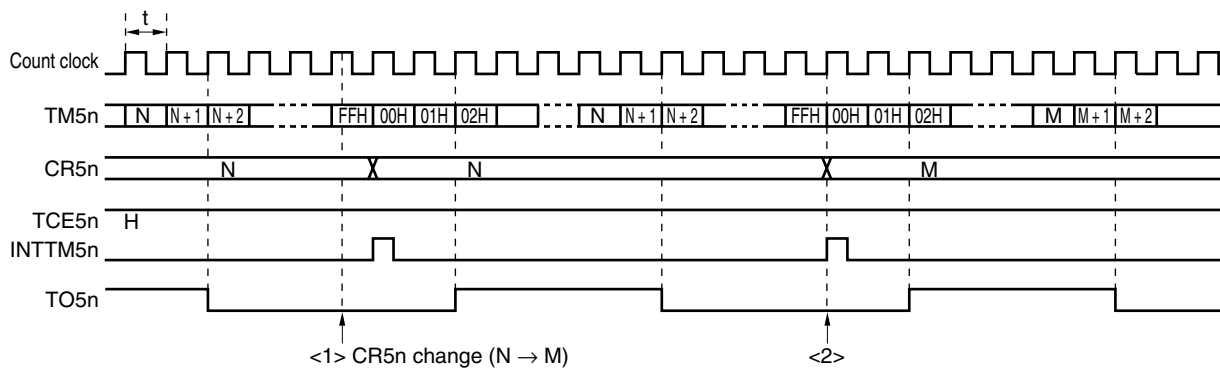 t
Count clock
TM5n N N + 1 N + 2 FFH 00H 01H 02H N N + 1 N + 2 FFH 00H 01H 02H M M + 1 M + 2
CR5n N N M
TCE5n H
INTTM5n
TO5n
<1> CR5n change (N → M) <2>